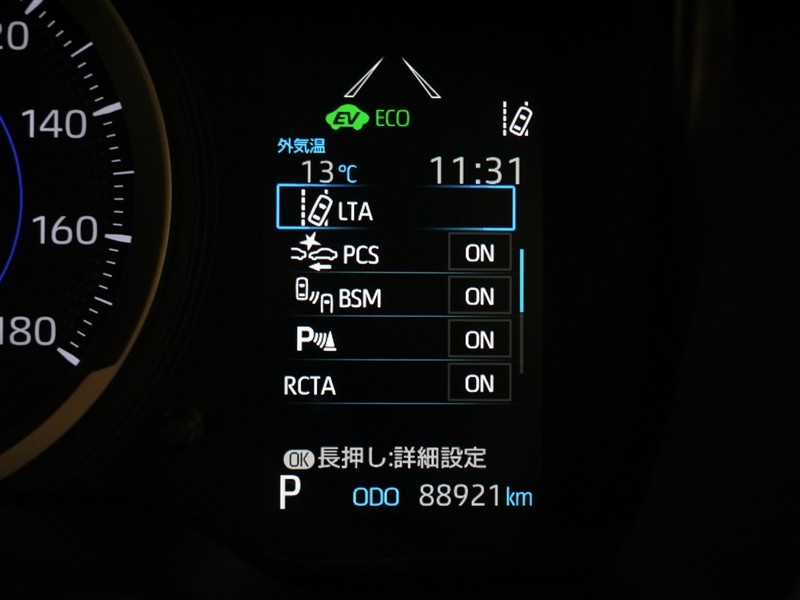 20
140
160
180
EV ECO
外気温
13℃ 11:31
LTA
PCS ON
BSM ON
P ON
RCTA ON
OK 長押し:詳細設定
P ODO 88921km